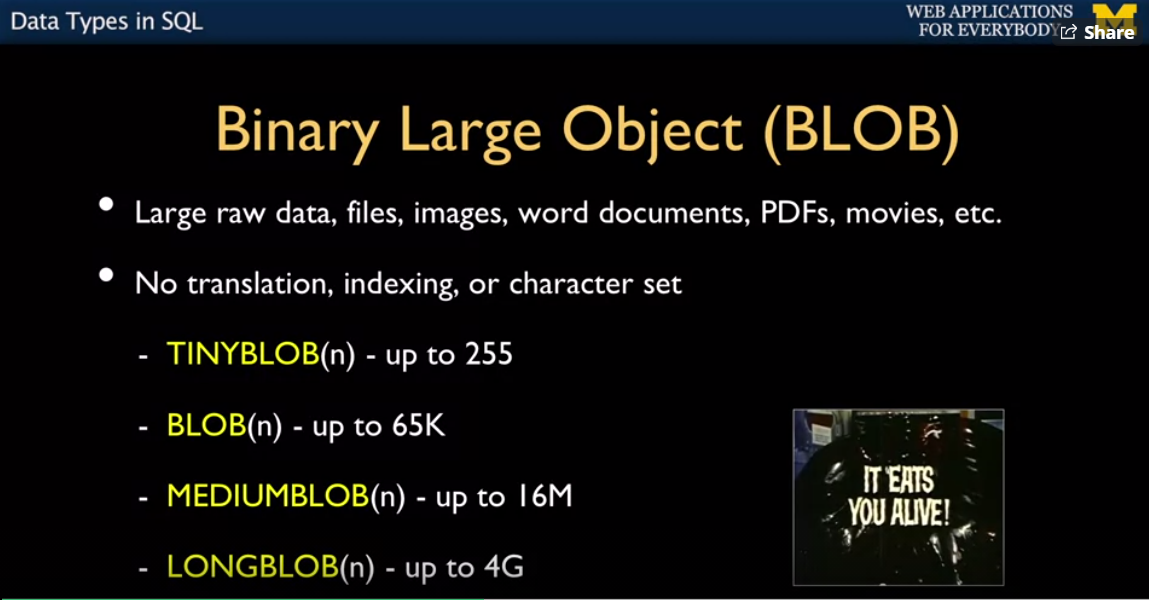 Data Types in SQL
WEB APPLICATIONS
FOR EVERYBODY
Share
Binary Large Object (BLOB)
• Large raw data, files, images, word documents, PDFs, movies, etc.
• No translation, indexing, or character set
- TINYBLOB(n) - up to 255
- BLOB(n) - up to 65K
- MEDIUMBLOB(n) - up to 16M
- LONGBLOB(n) - up to 4G
IT EATS
YOU ALIVE!